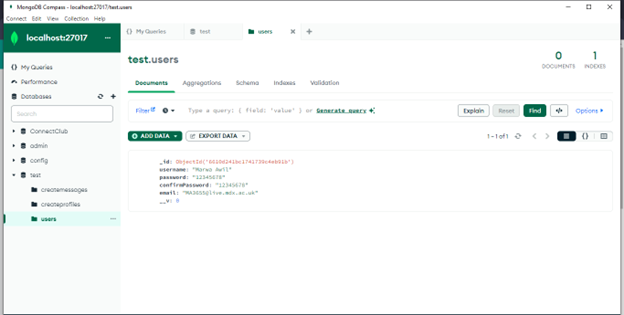 MongoDB Compass - localhost:27017/test.users
Connect Edit View Collection Help
localhost:27017 ...
{} My Queries
test
users
My Queries
Performance
Databases
Search
ConnectClub
admin
config
test
createmessages
createprofiles
users ...
test.users
0
DOCUMENTS
1
INDEXES
Documents Aggregations Schema Indexes Validation
Filter Type a query: { field: 'value' } or Generate query Explain Reset Find </> Options
ADD DATA EXPORT DATA 1–1 of 1 {}
_id: ObjectId(
username: "Marwa Awil"
password: "12345678"
confirmPassword: "12345678"
email: "MA3655@live.mdx.ac.uk"
__v: 0